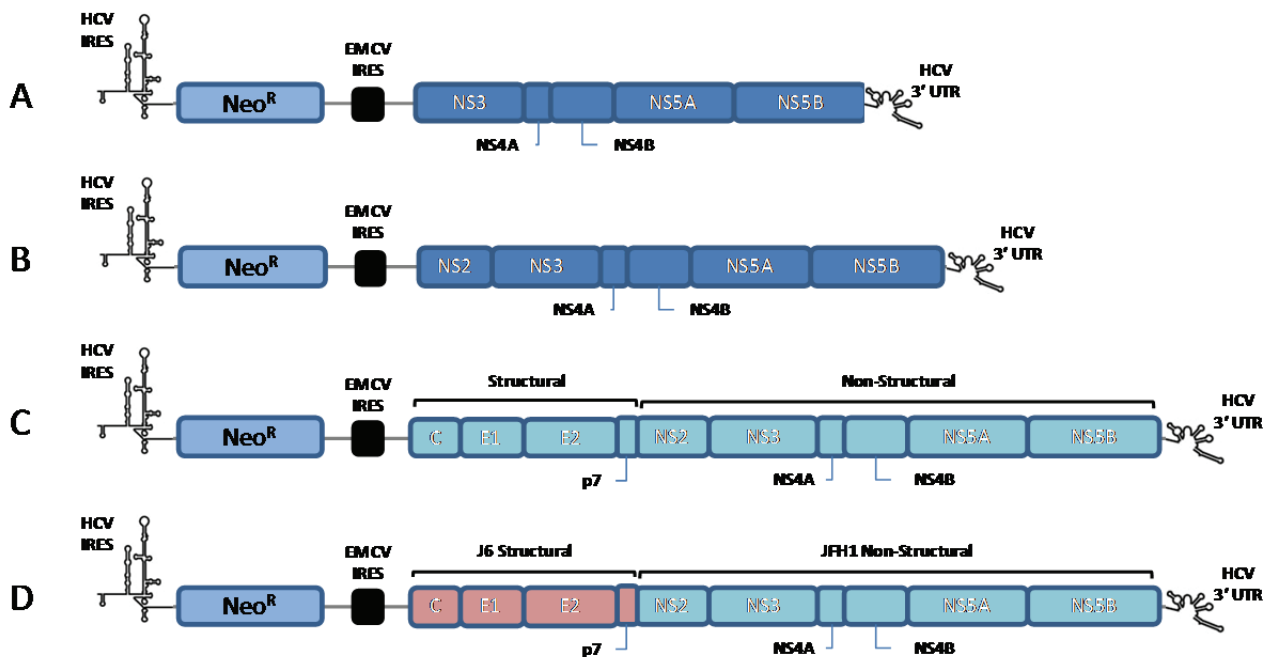 HCV
IRES
EMCV
IRES
HCV
3' UTR
A
Neo^R
NS3
NS5A
NS5B
NS4A
NS4B
HCV
IRES
EMCV
IRES
HCV
3' UTR
B
Neo^R
NS2
NS3
NS5A
NS5B
NS4A
NS4B
HCV
IRES
EMCV
IRES
Structural
Non-Structural
HCV
3' UTR
C
Neo^R
C
E1
E2
NS2
NS3
NS5A
NS5B
p7
NS4A
NS4B
HCV
IRES
EMCV
IRES
J6 Structural
JFH1 Non-Structural
HCV
3' UTR
D
Neo^R
C
E1
E2
NS2
NS3
NS5A
NS5B
p7
NS4A
NS4B